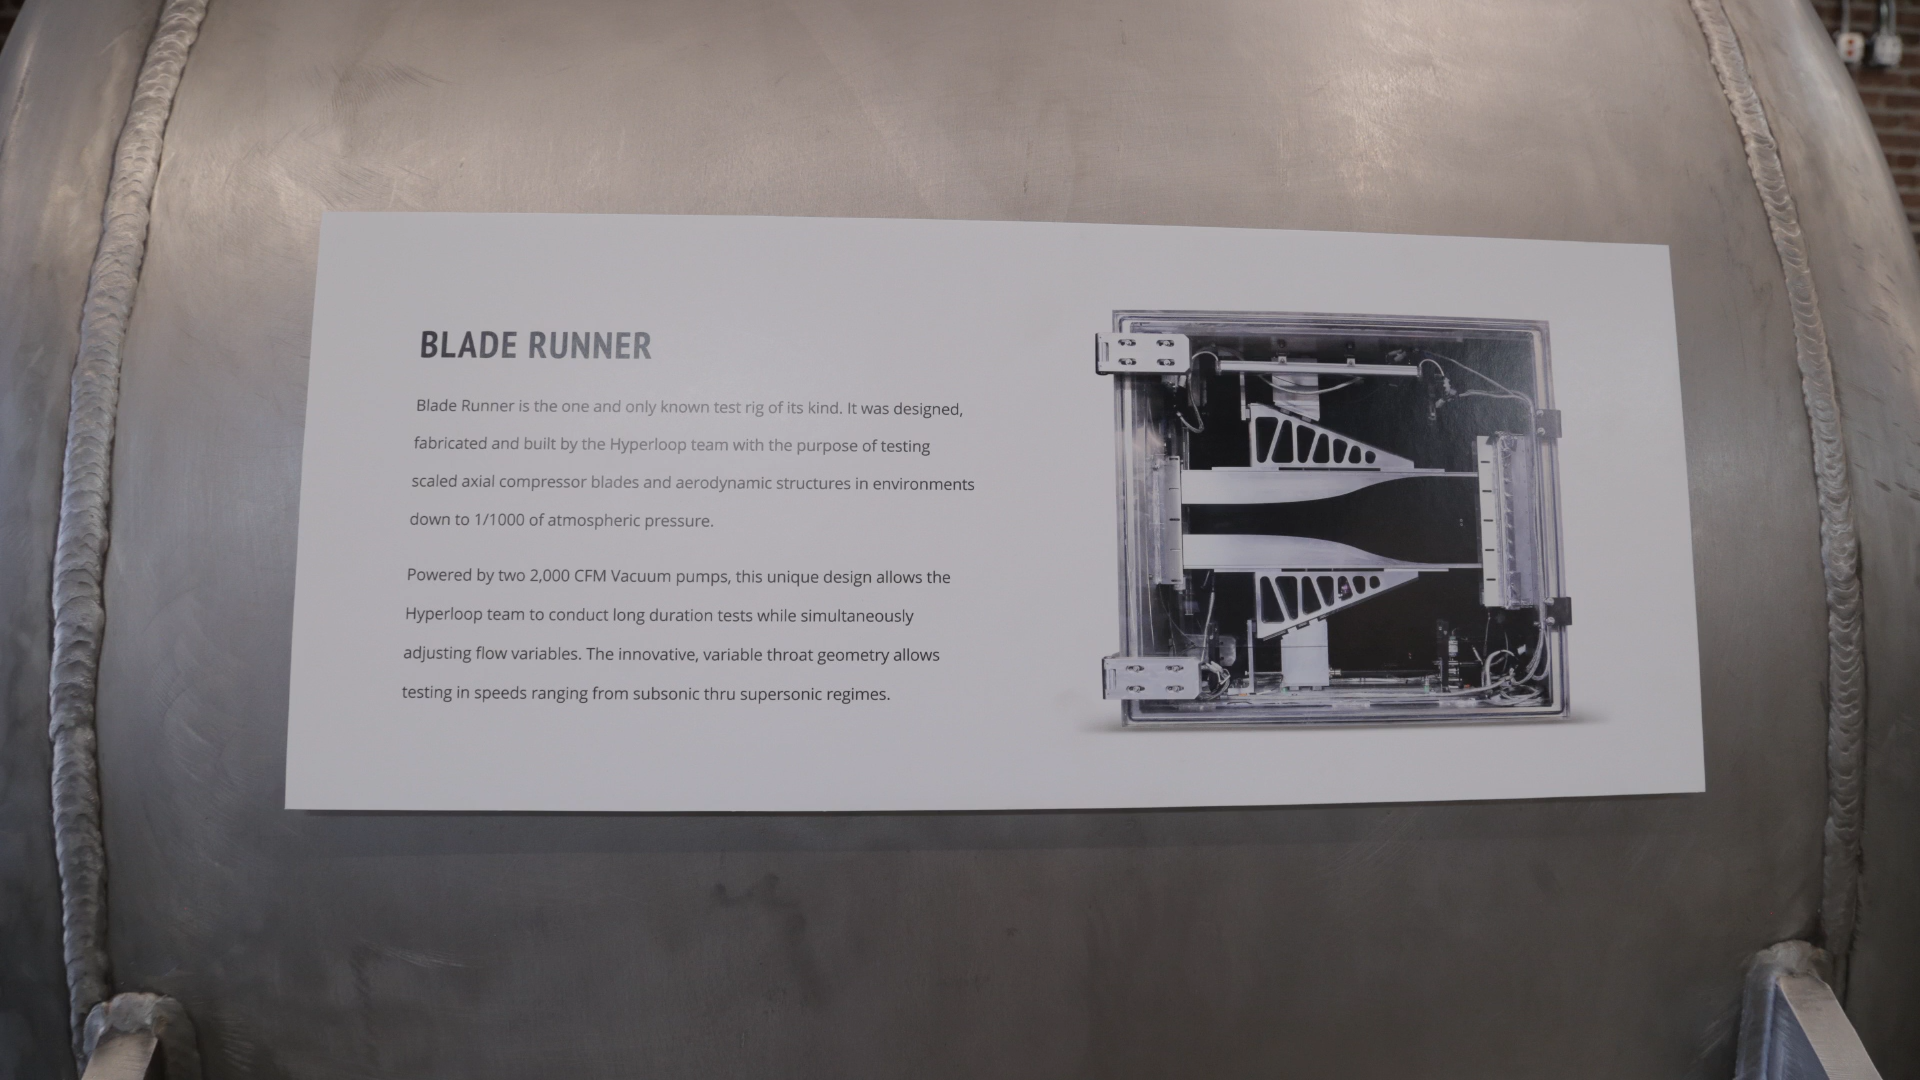 BLADE RUNNER
Blade Runner is the one and only known test rig of its kind. It was designed,
fabricated and built by the Hyperloop team with the purpose of testing
scaled axial compressor blades and aerodynamic structures in environments
down to 1/1000 of atmospheric pressure.
Powered by two 2,000 CFM Vacuum pumps, this unique design allows the
Hyperloop team to conduct long duration tests while simultaneously
adjusting flow variables. The innovative, variable throat geometry allows
testing in speeds ranging from subsonic thru supersonic regimes.